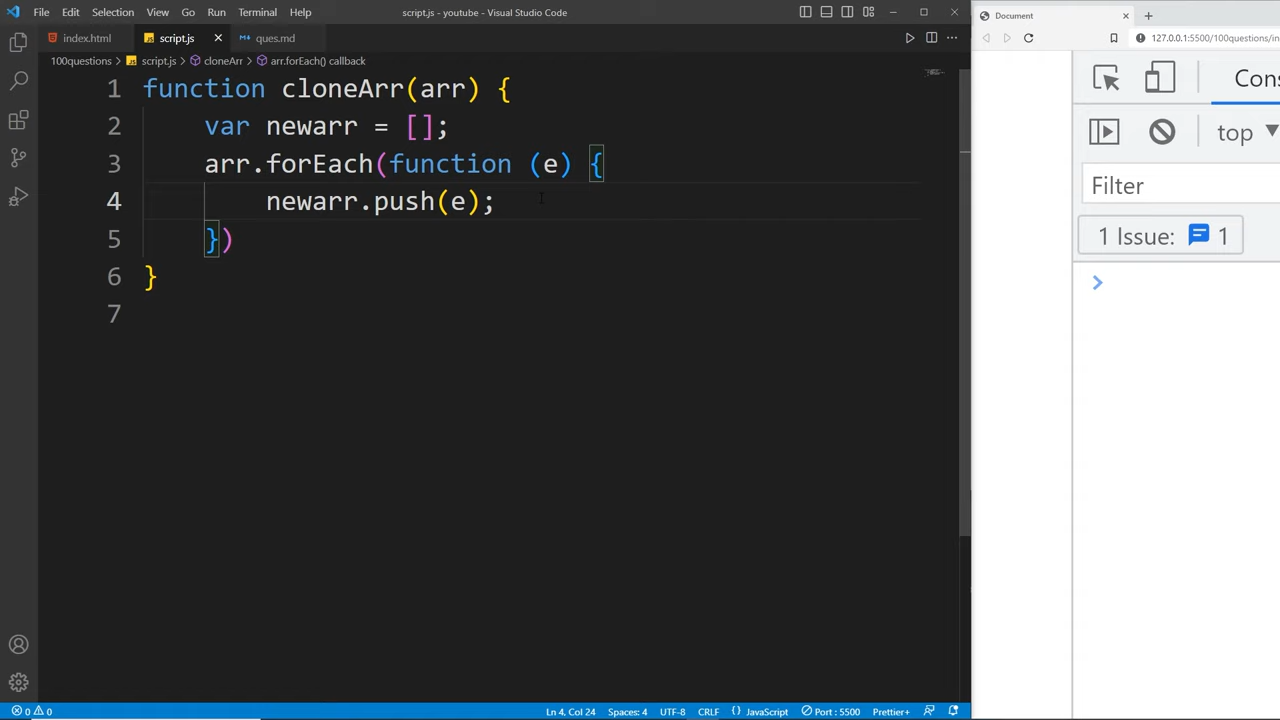 File Edit Selection View Go Run Terminal Help script.js - youtube - Visual Studio Code
index.html JS script.js ques.md
100questions > JS script.js > cloneArr > arr.forEach() callback
1 function cloneArr(arr) {
2 var newarr = [];
3 arr.forEach(function (e) {
4 newarr.push(e);
5 })
6 }
7
0 0 Ln 4, Col 24 Spaces: 4 UTF-8 CRLF {} JavaScript Port : 5500 Prettier+
Document
127.0.0.1:5500/100questions/in
Cons
top
Filter
1 Issue: 1